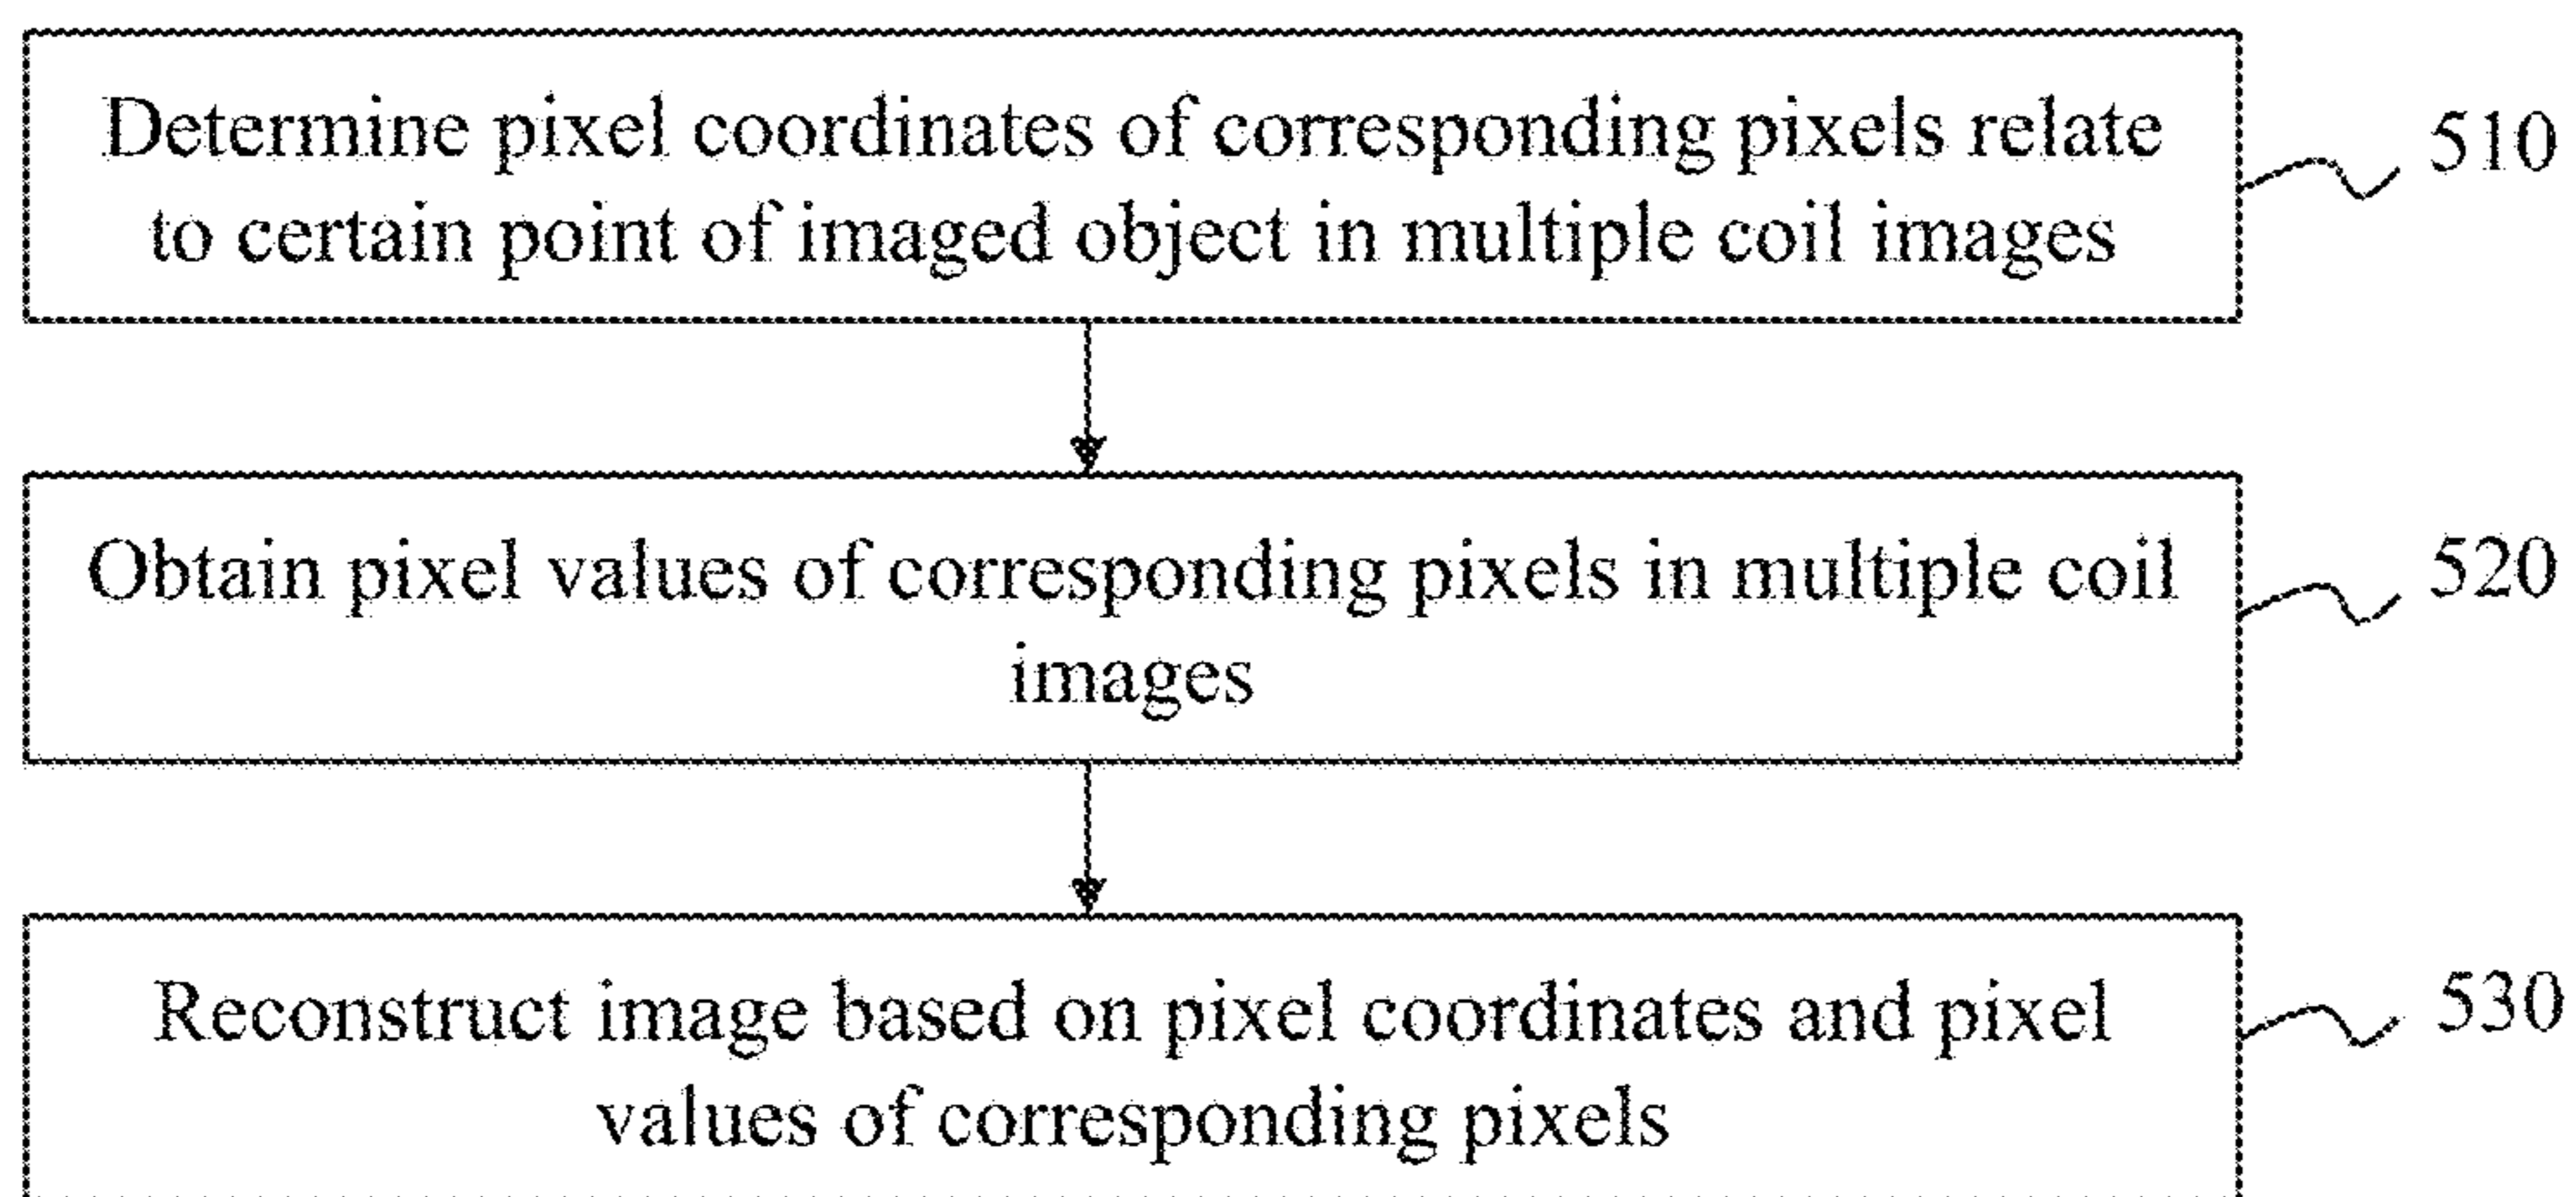 Determine pixel coordinates of corresponding pixels relate
to certain point of imaged object in multiple coil images
510
Obtain pixel values of corresponding pixels in multiple coil
images
520
Reconstruct image based on pixel coordinates and pixel
values of corresponding pixels
530